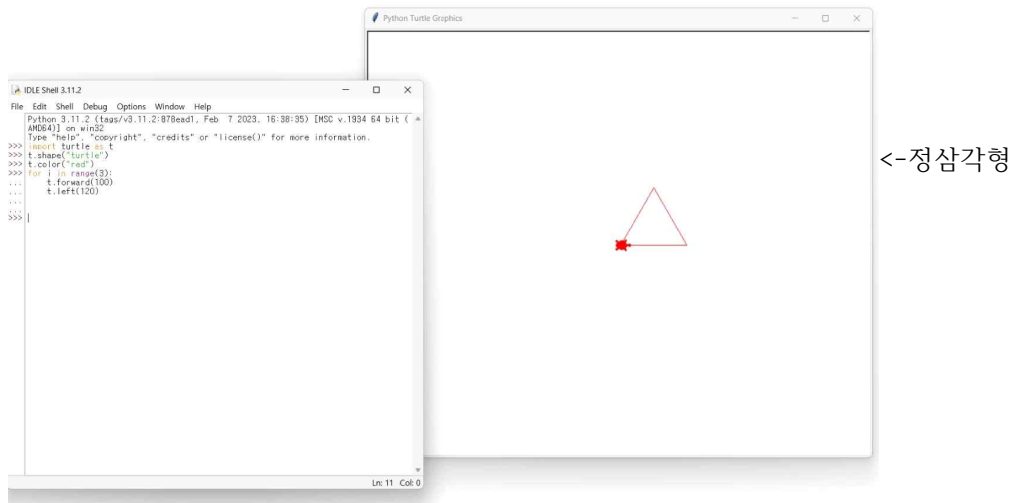 Python Turtle Graphics
IDLE Shell 3.11.2
File Edit Shell Debug Options Window Help
Python 3.11.2 (tags/v3.11.2:878ead1, Feb 7 2023, 16:38:35) [MSC v.1934 64 bit (
AMD64)] on win32
Type "help", "copyright", "credits" or "license()" for more information.
>>> import turtle as t
>>> t.shape("turtle")
>>> t.color("red")
>>> for i in range(3):
...     t.forward(100)
...     t.left(120)
...
...
>>>
<-정삼각형
Ln: 11 Col: 0